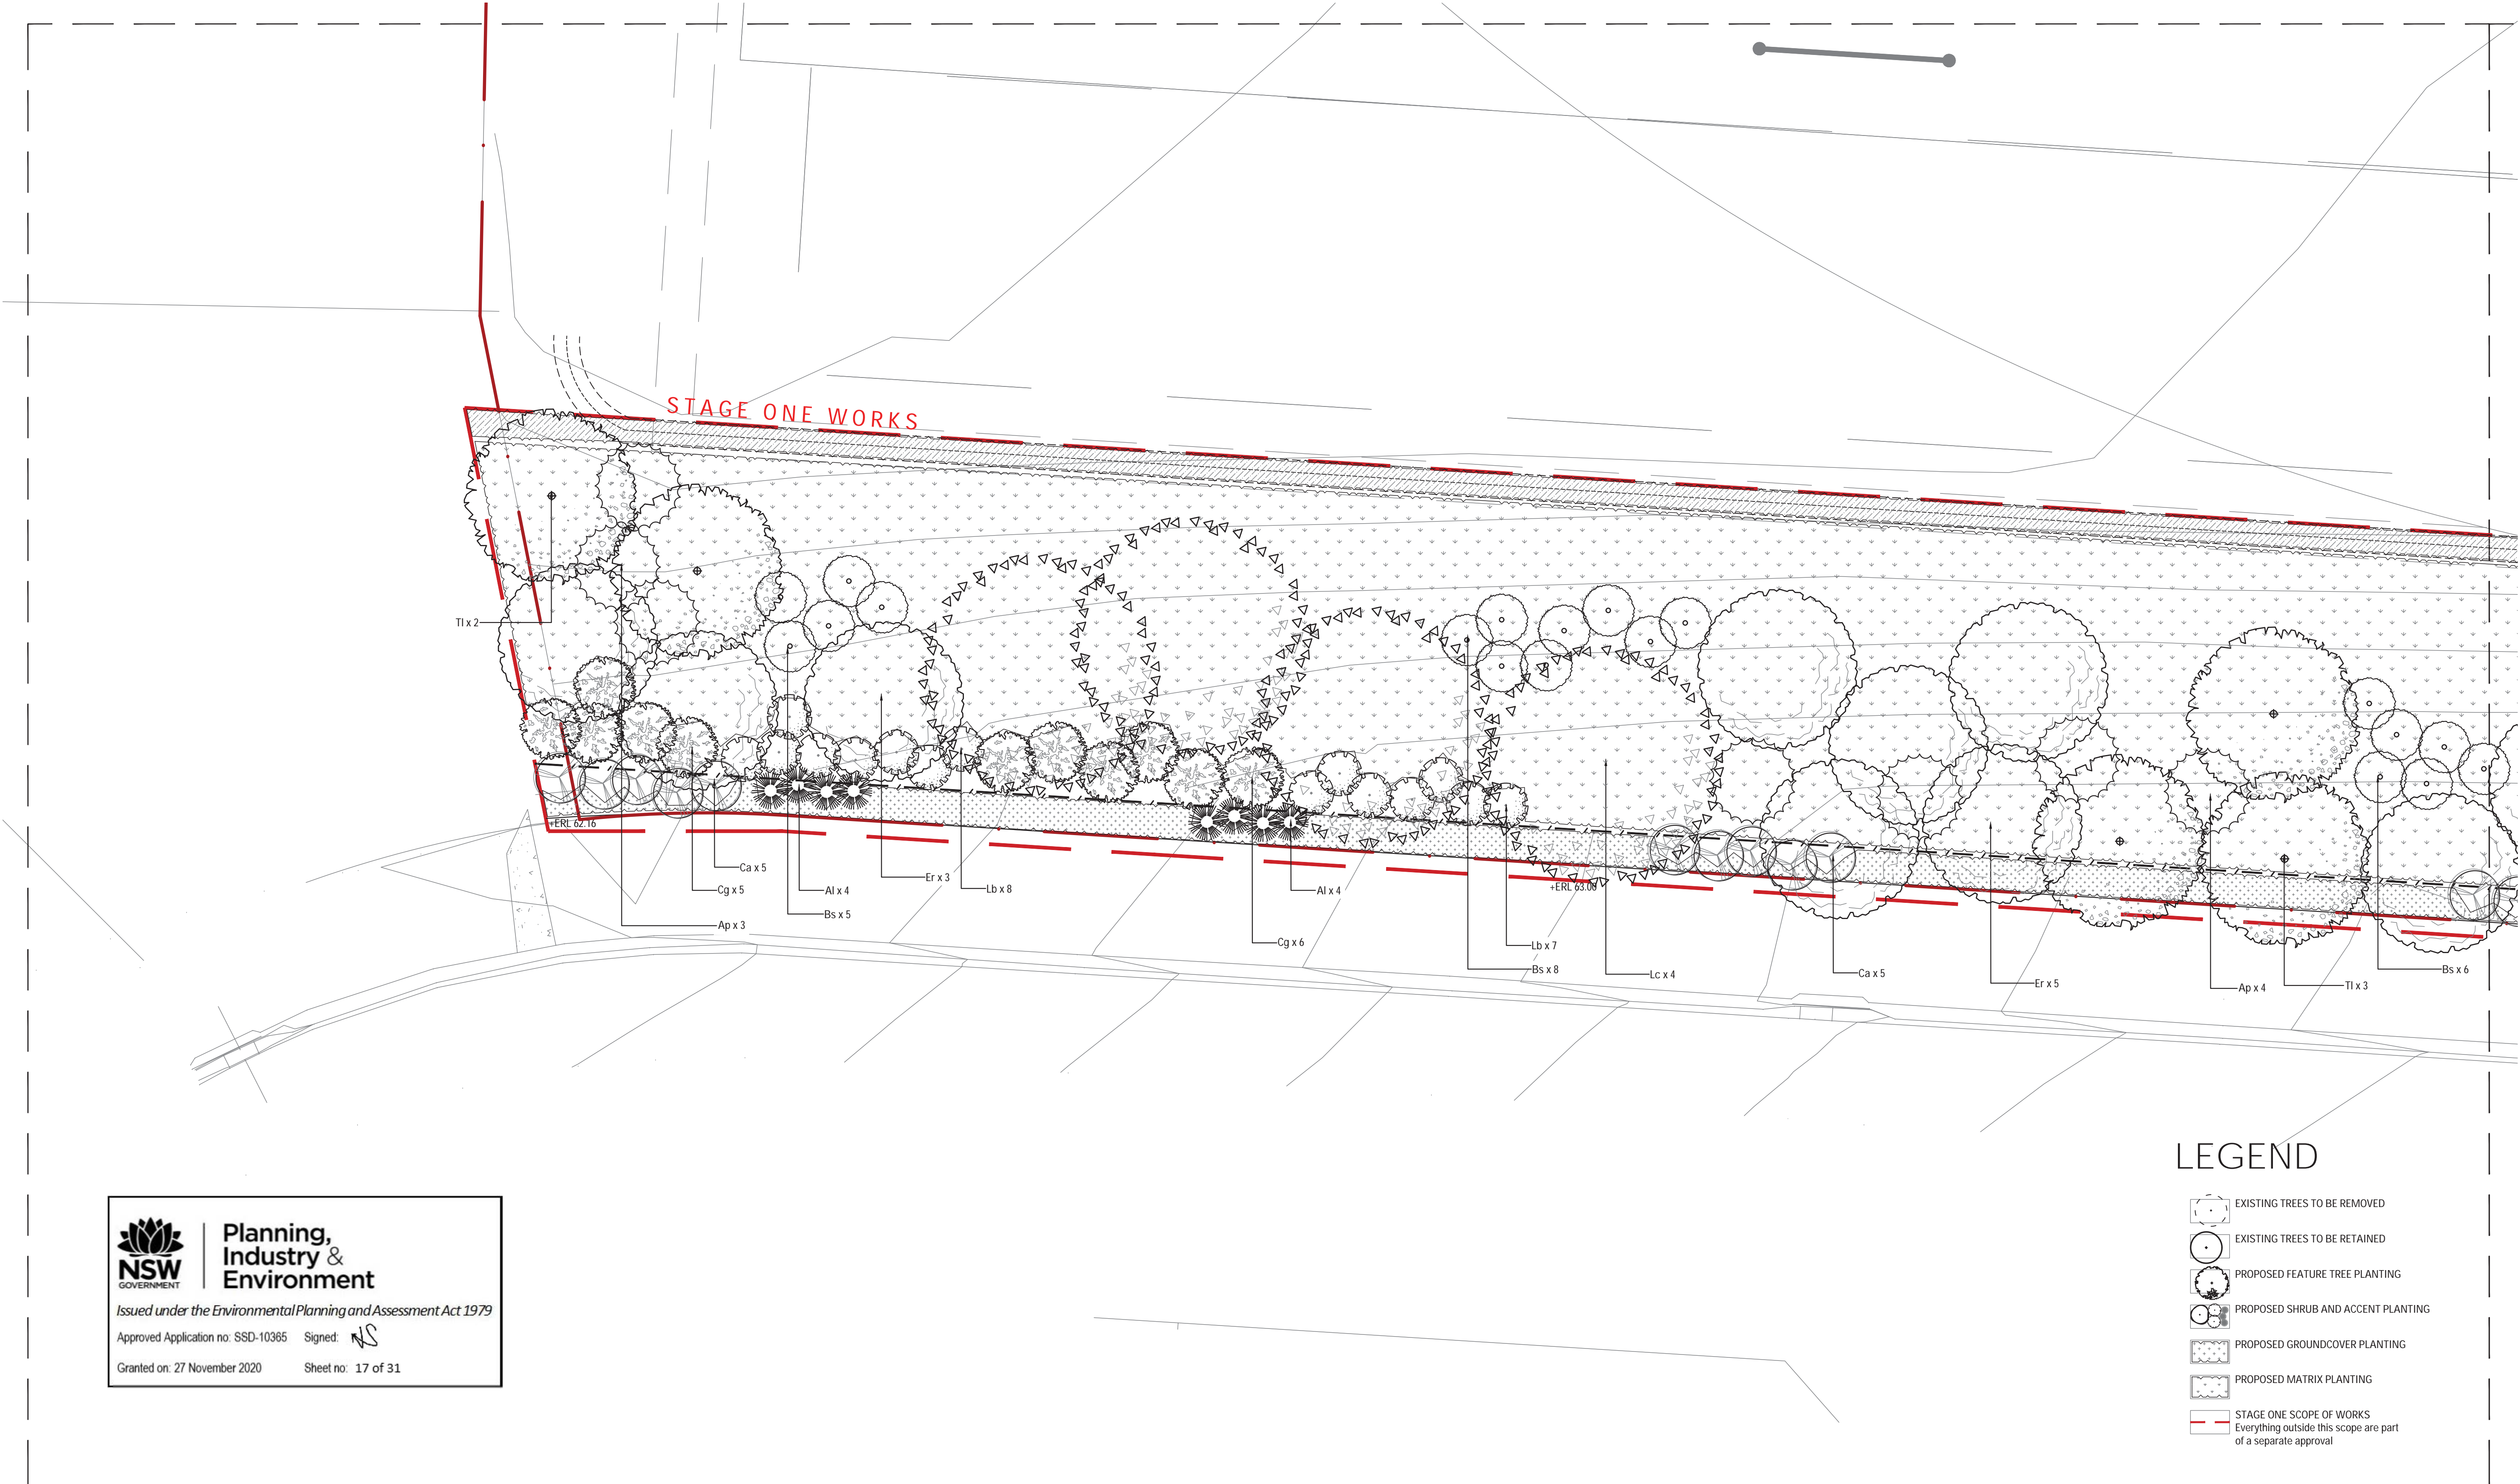 STAGE ONE WORKS
Tl x 2
+ERL 62.16
Ca x 5
Cg x 5
Al x 4
Er x 3
Lb x 8
Bs x 5
Ap x 3
Al x 4
+ERL 63.00
Cg x 6
Lb x 7
Bs x 8
Lc x 4
Ca x 5
Er x 5
Ap x 4
Tl x 3
Bs x 6
LEGEND
EXISTING TREES TO BE REMOVED
EXISTING TREES TO BE RETAINED
PROPOSED FEATURE TREE PLANTING
PROPOSED SHRUB AND ACCENT PLANTING
PROPOSED GROUNDCOVER PLANTING
PROPOSED MATRIX PLANTING
STAGE ONE SCOPE OF WORKS
Everything outside this scope are part
of a separate approval
NSW
GOVERNMENT
Planning,
Industry &
Environment
Issued under the Environmental Planning and Assessment Act 1979
Approved Application no: SSD-10365 Signed:
Granted on: 27 November 2020 Sheet no: 17 of 31